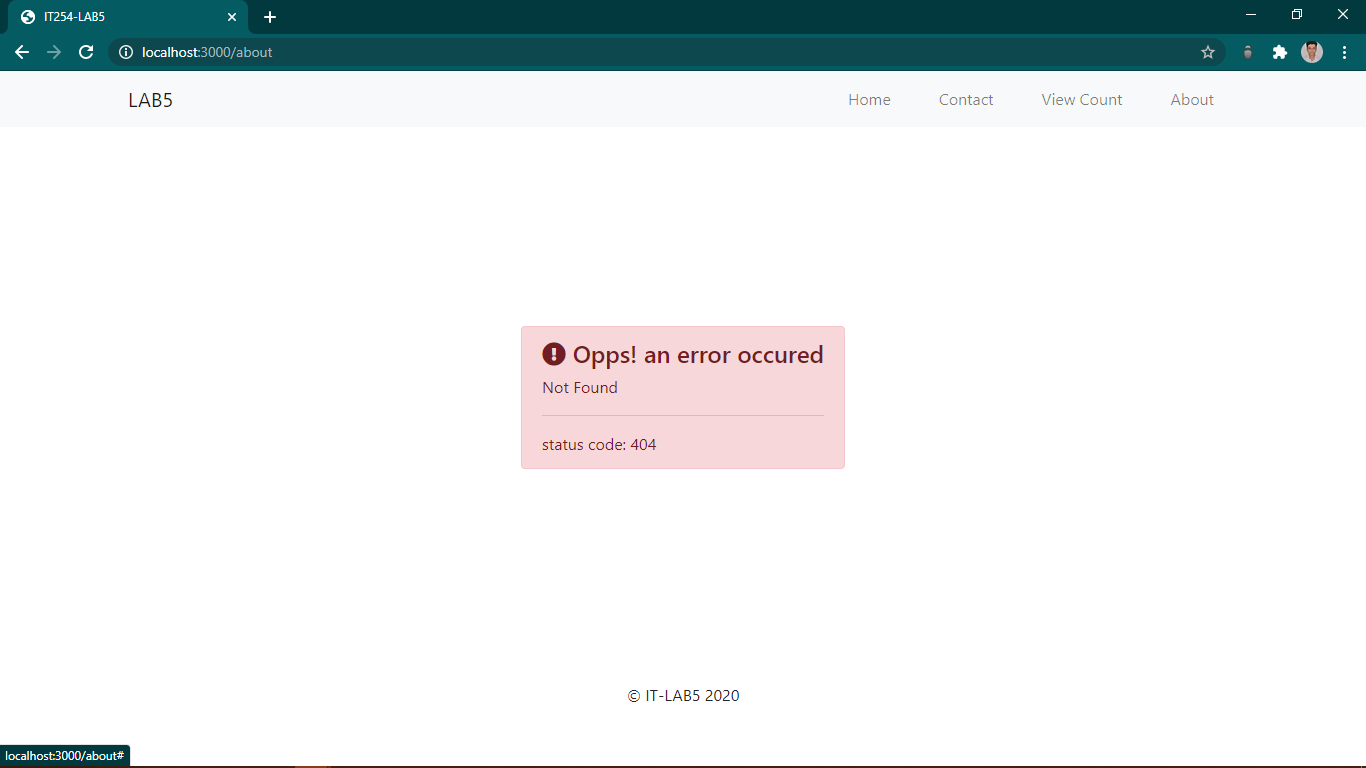 IT254-LAB5
localhost:3000/about
LAB5 Home Contact View Count About
Opps! an error occured
Not Found
status code: 404
© IT-LAB5 2020
localhost:3000/about#